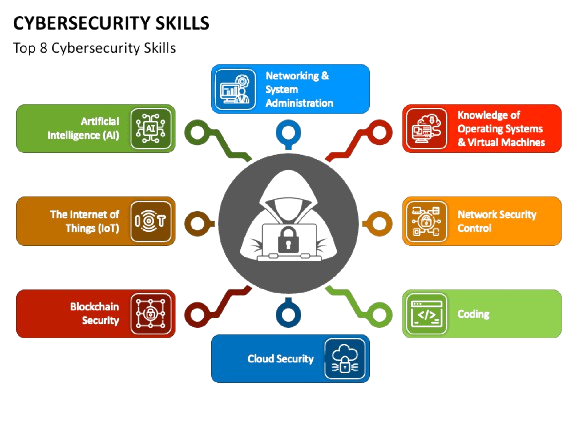 CYBERSECURITY SKILLS
Top 8 Cybersecurity Skills
Networking &
System
Administration
Artificial
Intelligence (AI)
AI
Knowledge of
Operating Systems
& Virtual Machines
The Internet of
Things (IoT)
I T
Network Security
Control
Blockchain
Security
Coding
</>
Cloud Security